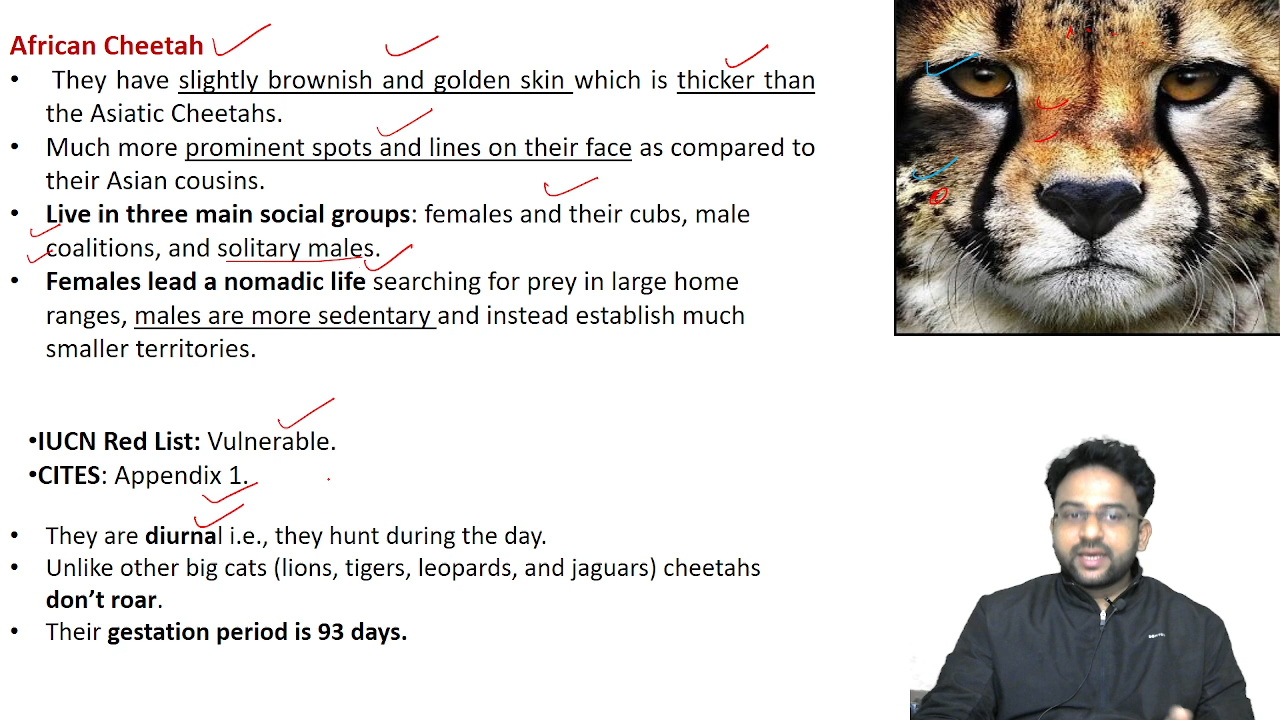 African Cheetah
• They have slightly brownish and golden skin which is thicker than
the Asiatic Cheetahs.
• Much more prominent spots and lines on their face as compared to
their Asian cousins.
• Live in three main social groups: females and their cubs, male
coalitions, and solitary males.
• Females lead a nomadic life searching for prey in large home
ranges, males are more sedentary and instead establish much
smaller territories.
•IUCN Red List: Vulnerable.
•CITES: Appendix 1.
• They are diurnal i.e., they hunt during the day.
• Unlike other big cats (lions, tigers, leopards, and jaguars) cheetahs
don’t roar.
• Their gestation period is 93 days.